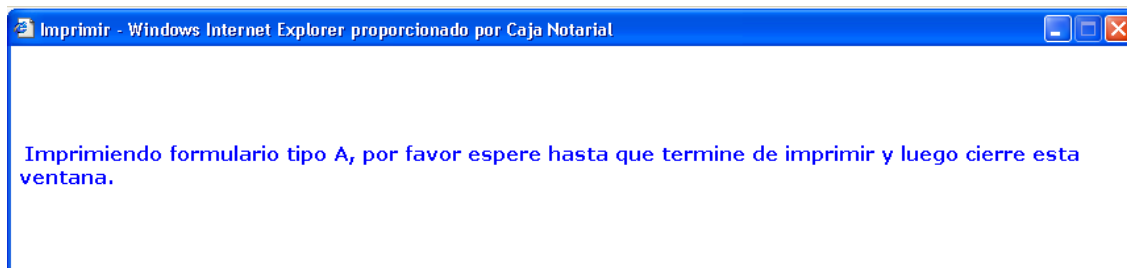 Imprimir - Windows Internet Explorer proporcionado por Caja Notarial
Imprimiendo formulario tipo A, por favor espere hasta que termine de imprimir y luego cierre esta
ventana.